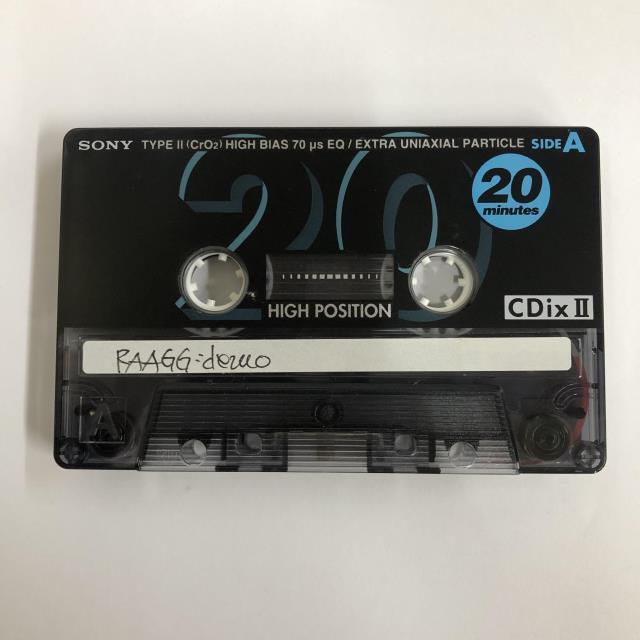 SONY TYPE II (CrO2) HIGH BIAS 70 μs EQ / EXTRA UNIAXIAL PARTICLE SIDE A
20
20
minutes
HIGH POSITION
CDix II
RAAGG=demo
A